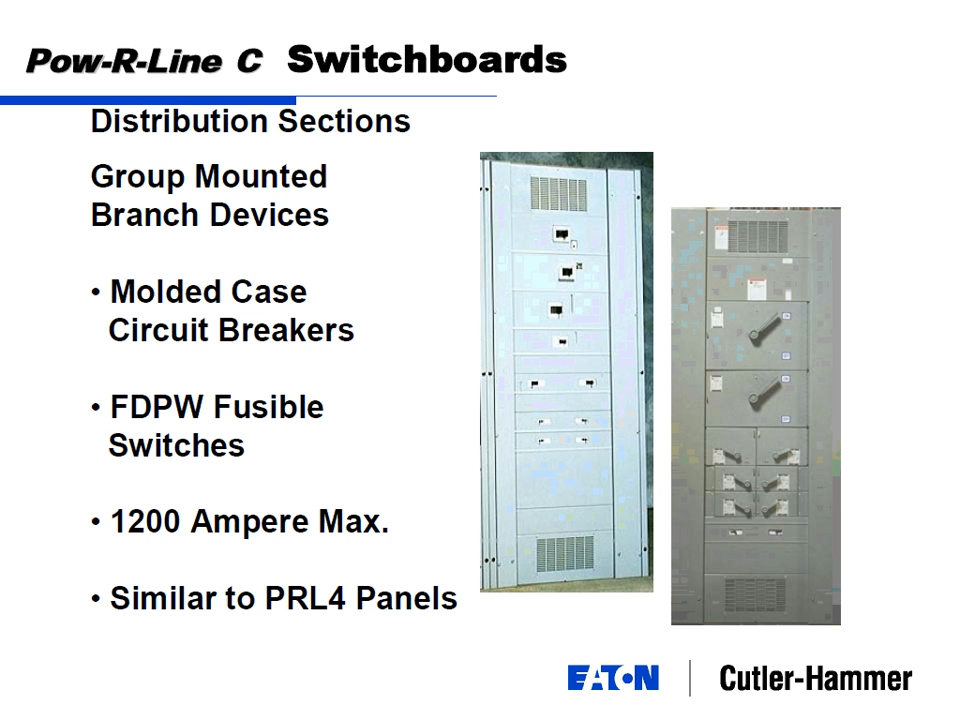 Pow-R-Line C Switchboards
Distribution Sections
Group Mounted
Branch Devices
• Molded Case
Circuit Breakers
• FDPW Fusible
Switches
• 1200 Ampere Max.
• Similar to PRL4 Panels
EATON | Cutler-Hammer